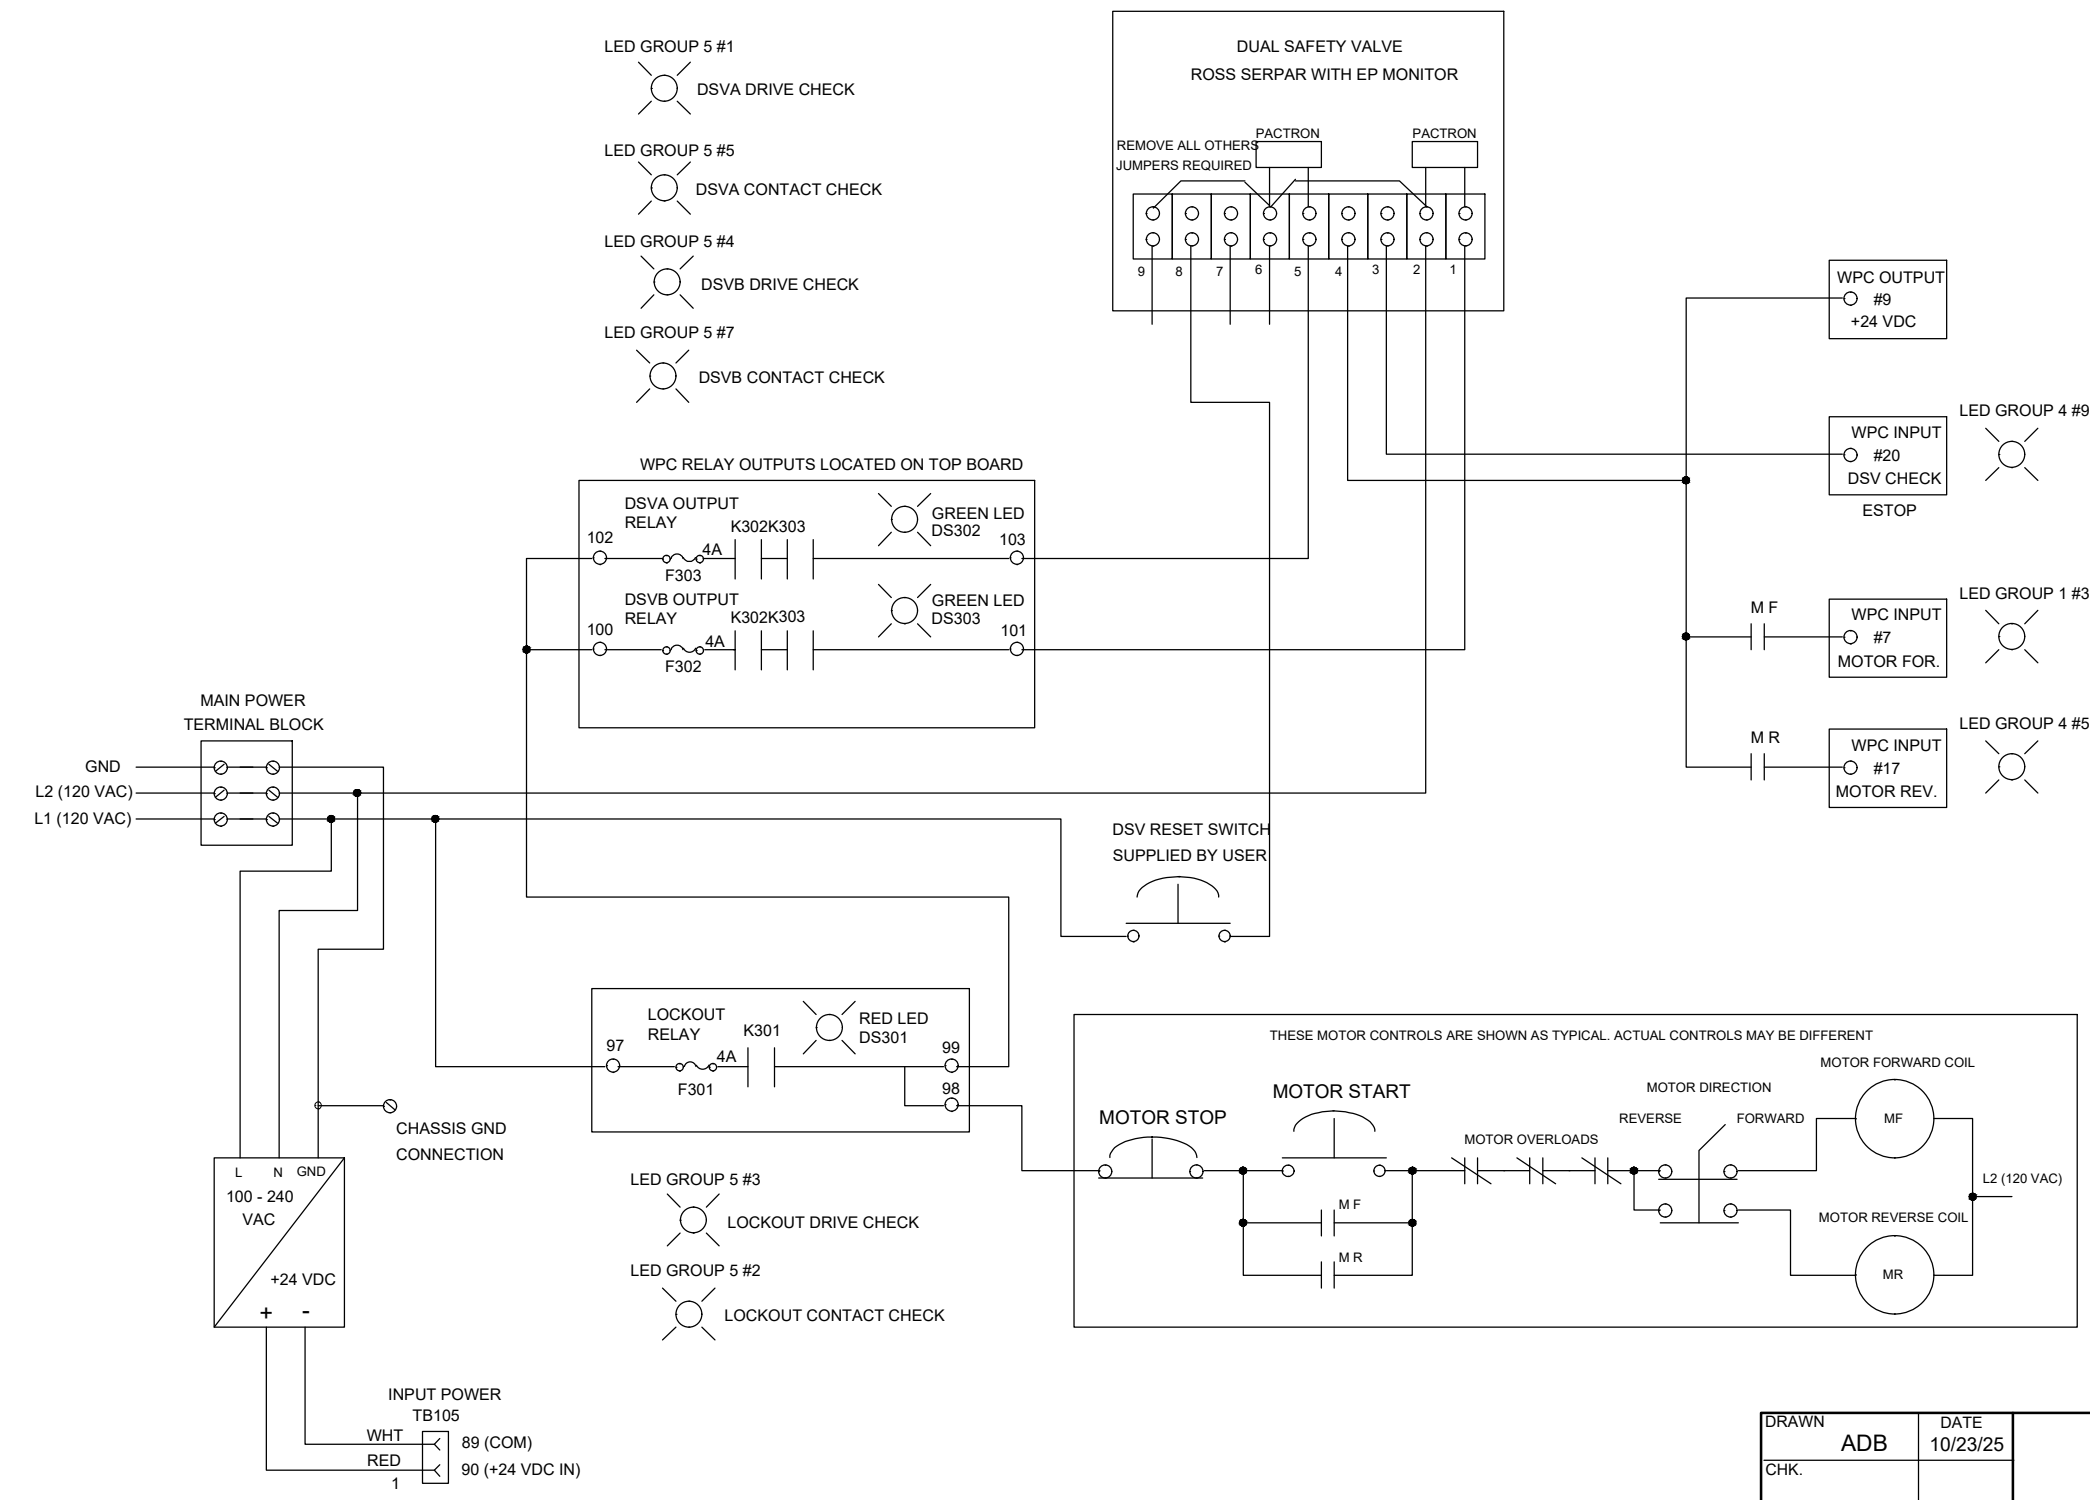 LED GROUP 5 #1
DSVA DRIVE CHECK
LED GROUP 5 #5
DSVA CONTACT CHECK
LED GROUP 5 #4
DSVB DRIVE CHECK
LED GROUP 5 #7
DSVB CONTACT CHECK
DUAL SAFETY VALVE
ROSS SERPAR WITH EP MONITOR
PACTRON
PACTRON
REMOVE ALL OTHERS
JUMPERS REQUIRED
9 8 7 6 5 4 3 2 1
WPC OUTPUT
#9
+24 VDC
LED GROUP 4 #9
WPC INPUT
#20
DSV CHECK
ESTOP
LED GROUP 1 #3
M F
WPC INPUT
#7
MOTOR FOR.
LED GROUP 4 #5
M R
WPC INPUT
#17
MOTOR REV.
WPC RELAY OUTPUTS LOCATED ON TOP BOARD
DSVA OUTPUT
RELAY
K302K303
GREEN LED
DS302
102
4A
F303
103
DSVB OUTPUT
RELAY
K302K303
GREEN LED
DS303
100
4A
F302
101
MAIN POWER
TERMINAL BLOCK
GND
L2 (120 VAC)
L1 (120 VAC)
DSV RESET SWITCH
SUPPLIED BY USER
LOCKOUT
RELAY
K301
RED LED
DS301
97
4A
F301
99
98
CHASSIS GND
CONNECTION
L N GND
100 - 240
VAC
+24 VDC
+ -
LED GROUP 5 #3
LOCKOUT DRIVE CHECK
LED GROUP 5 #2
LOCKOUT CONTACT CHECK
THESE MOTOR CONTROLS ARE SHOWN AS TYPICAL. ACTUAL CONTROLS MAY BE DIFFERENT
MOTOR STOP
MOTOR START
M F
M R
MOTOR OVERLOADS
MOTOR DIRECTION
REVERSE
FORWARD
MOTOR FORWARD COIL
MF
L2 (120 VAC)
MOTOR REVERSE COIL
MR
INPUT POWER
TB105
WHT
89 (COM)
RED
90 (+24 VDC IN)
1
DRAWN
ADB
DATE
10/23/25
CHK.